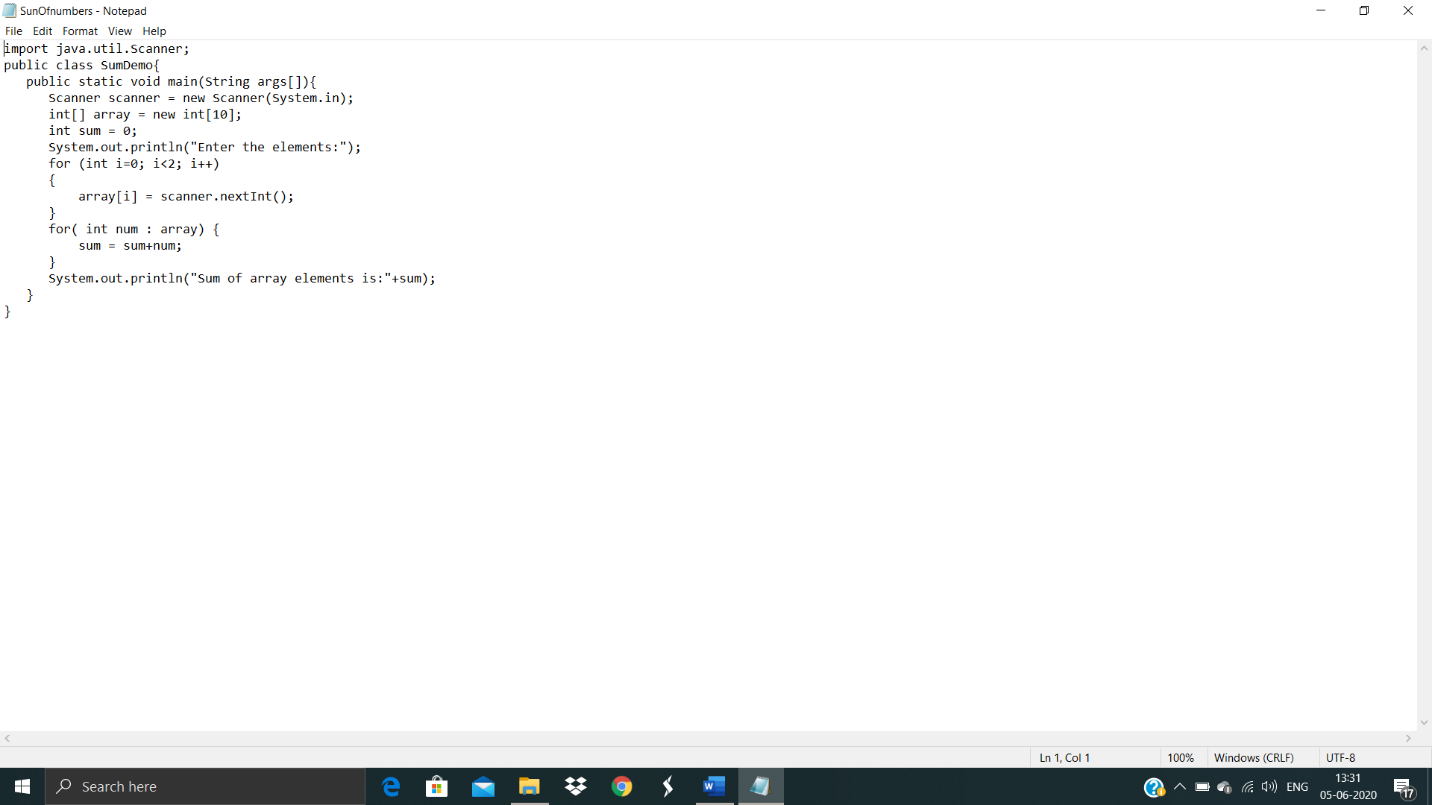 SunOfnumbers - Notepad
File Edit Format View Help
import java.util.Scanner;
public class SumDemo{
   public static void main(String args[]){
      Scanner scanner = new Scanner(System.in);
      int[] array = new int[10];
      int sum = 0;
      System.out.println("Enter the elements:");
      for (int i=0; i<2; i++)
      {
          array[i] = scanner.nextInt();
      }
      for( int num : array) {
          sum = sum+num;
      }
      System.out.println("Sum of array elements is:"+sum);
   }
}
Ln 1, Col 1 100% Windows (CRLF) UTF-8
Search here
W
ENG
13:31
05-06-2020
17